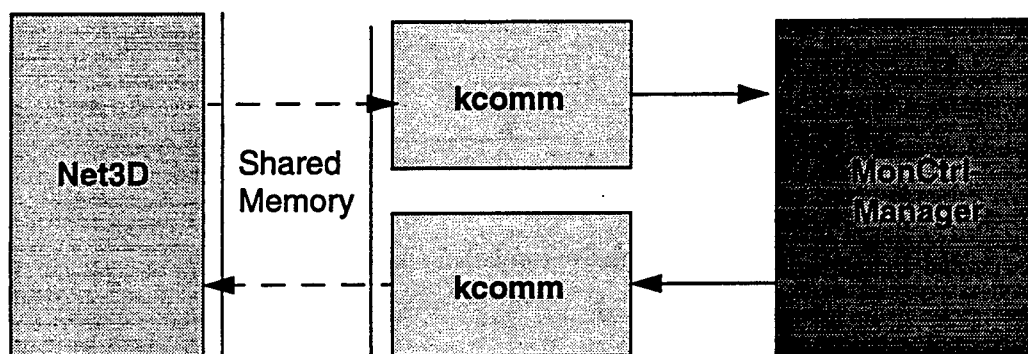 kcomm
Net3D
Shared
Memory
MonCtrl
Manager
kcomm